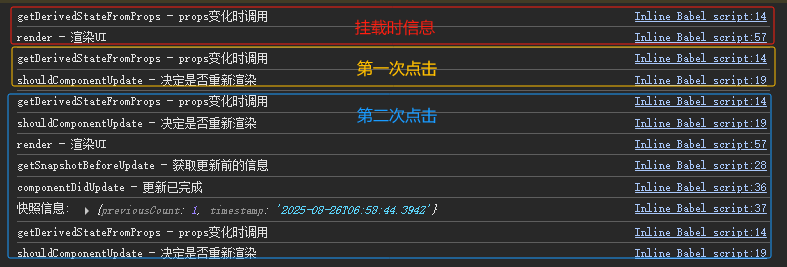 getDerivedStateFromProps - props变化时调用 Inline Babel script:14
挂载时信息
render - 渲染UI Inline Babel script:57
getDerivedStateFromProps - props变化时调用 Inline Babel script:14
第一次点击
shouldComponentUpdate - 决定是否重新渲染 Inline Babel script:19
getDerivedStateFromProps - props变化时调用 Inline Babel script:14
第二次点击
shouldComponentUpdate - 决定是否重新渲染 Inline Babel script:19
render - 渲染UI Inline Babel script:57
getSnapshotBeforeUpdate - 获取更新前的信息 Inline Babel script:28
componentDidUpdate - 更新已完成 Inline Babel script:36
快照信息: ▸ {previousCount: 1, timestamp: '2025-08-26T06:58:44.394Z'} Inline Babel script:37
getDerivedStateFromProps - props变化时调用 Inline Babel script:14
shouldComponentUpdate - 决定是否重新渲染 Inline Babel script:19